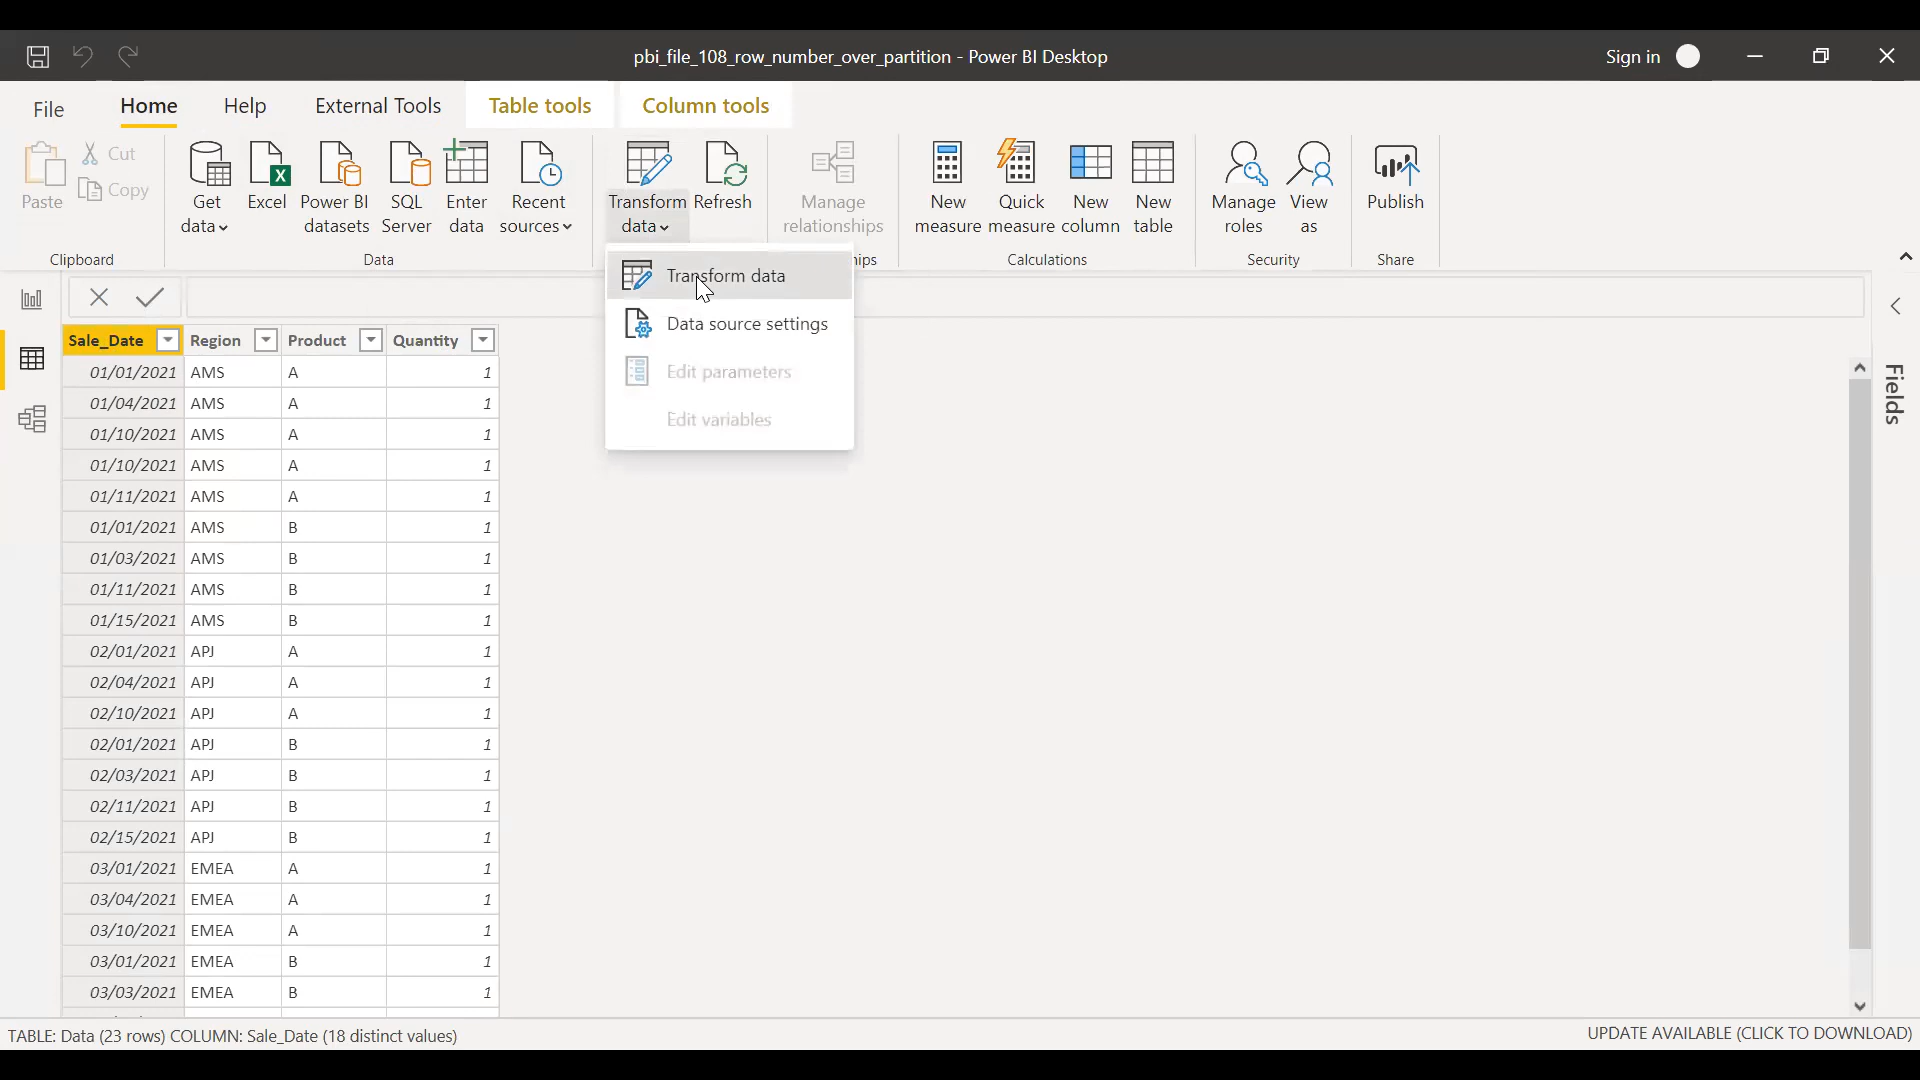 pbi_file_108_row_number_over_partition - Power BI Desktop
Sign in
File Home Help External Tools Table tools Column tools
Paste
Cut
Copy
Clipboard
Get data
Excel
Power BI datasets
SQL Server
Enter data
Recent sources
Data
Transform data
Refresh
Manage relationships
ips
New measure
Quick measure
New column
New table
Calculations
Manage roles
View as
Security
Publish
Share
Transform data
Data source settings
Edit parameters
Edit variables
Fields
Sale_Date Region Product Quantity
01/01/2021 AMS A 1
01/04/2021 AMS A 1
01/10/2021 AMS A 1
01/10/2021 AMS A 1
01/11/2021 AMS A 1
01/01/2021 AMS B 1
01/03/2021 AMS B 1
01/11/2021 AMS B 1
01/15/2021 AMS B 1
02/01/2021 APJ A 1
02/04/2021 APJ A 1
02/10/2021 APJ A 1
02/01/2021 APJ B 1
02/03/2021 APJ B 1
02/11/2021 APJ B 1
02/15/2021 APJ B 1
03/01/2021 EMEA A 1
03/04/2021 EMEA A 1
03/10/2021 EMEA A 1
03/01/2021 EMEA B 1
03/03/2021 EMEA B 1
TABLE: Data (23 rows) COLUMN: Sale_Date (18 distinct values)
UPDATE AVAILABLE (CLICK TO DOWNLOAD)